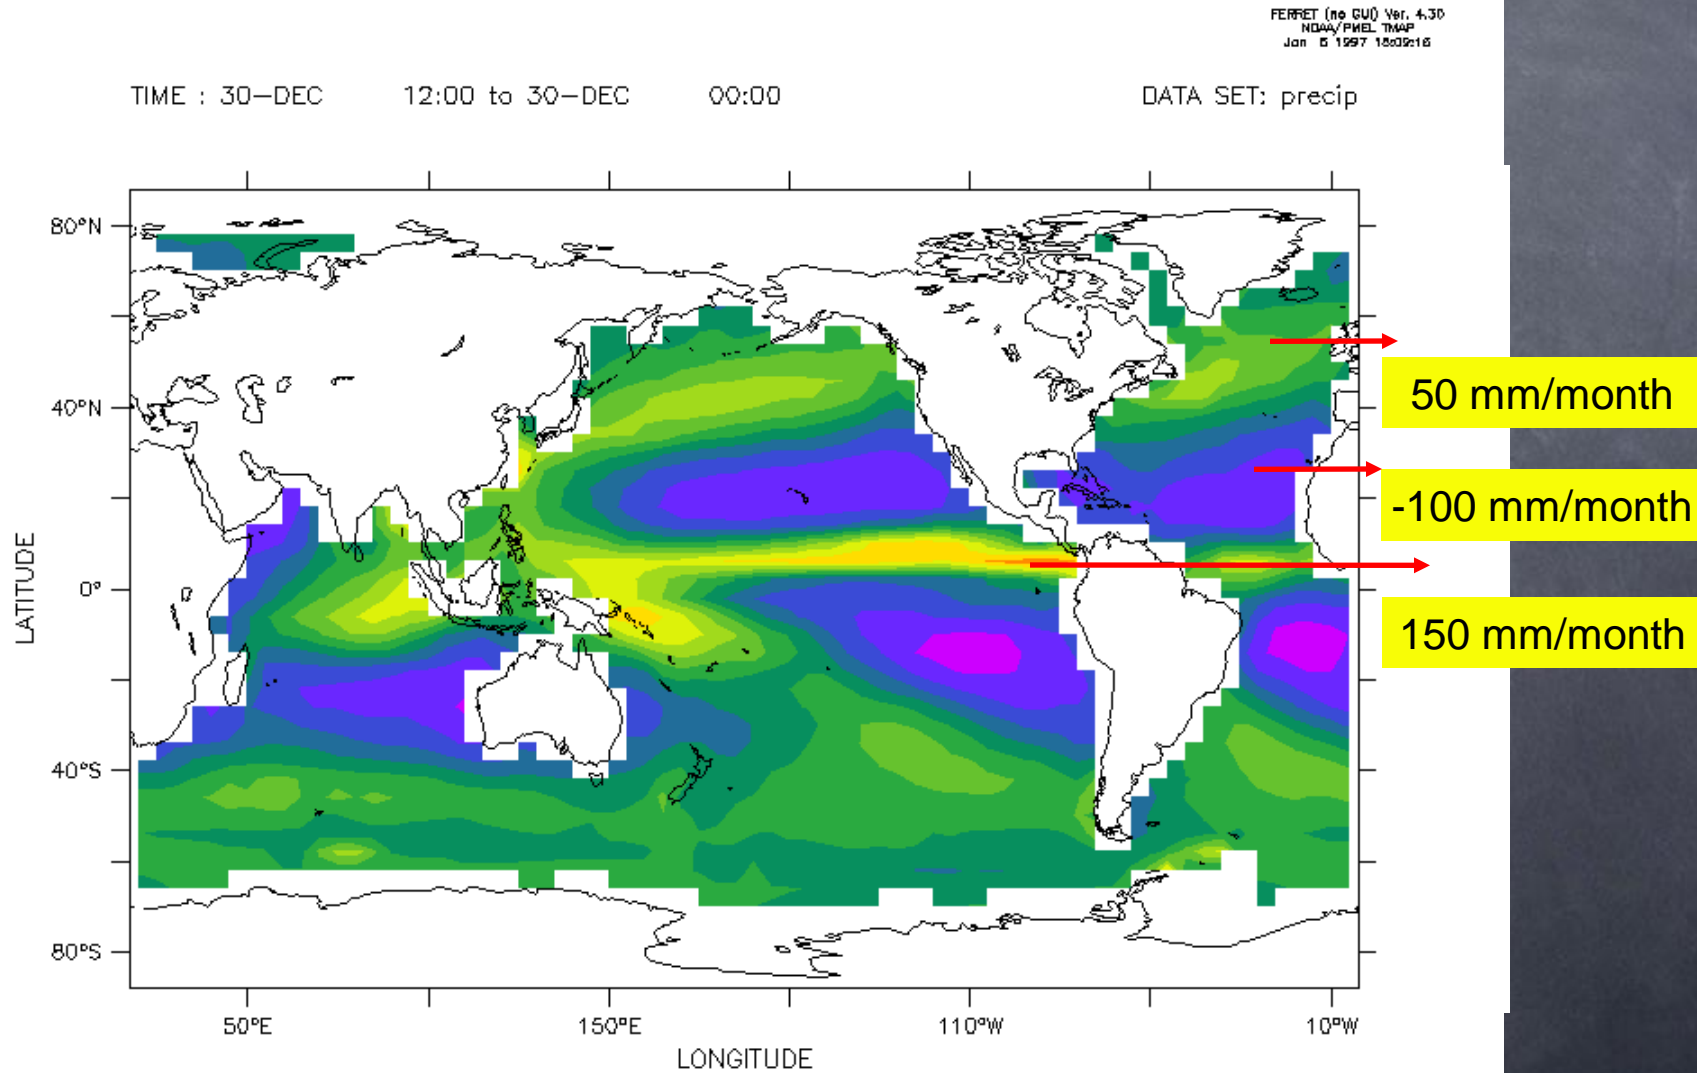 FERRET (no GUI) Ver. 4.30
NOAA/PMEL TMAP
Jan 6 1997 18:09:16
TIME : 30-DEC 12:00 to 30-DEC 00:00
DATA SET: precip
80°N
40°N
0°
40°S
80°S
LATITUDE
50°E
150°E
110°W
10°W
LONGITUDE
50 mm/month
-100 mm/month
150 mm/month